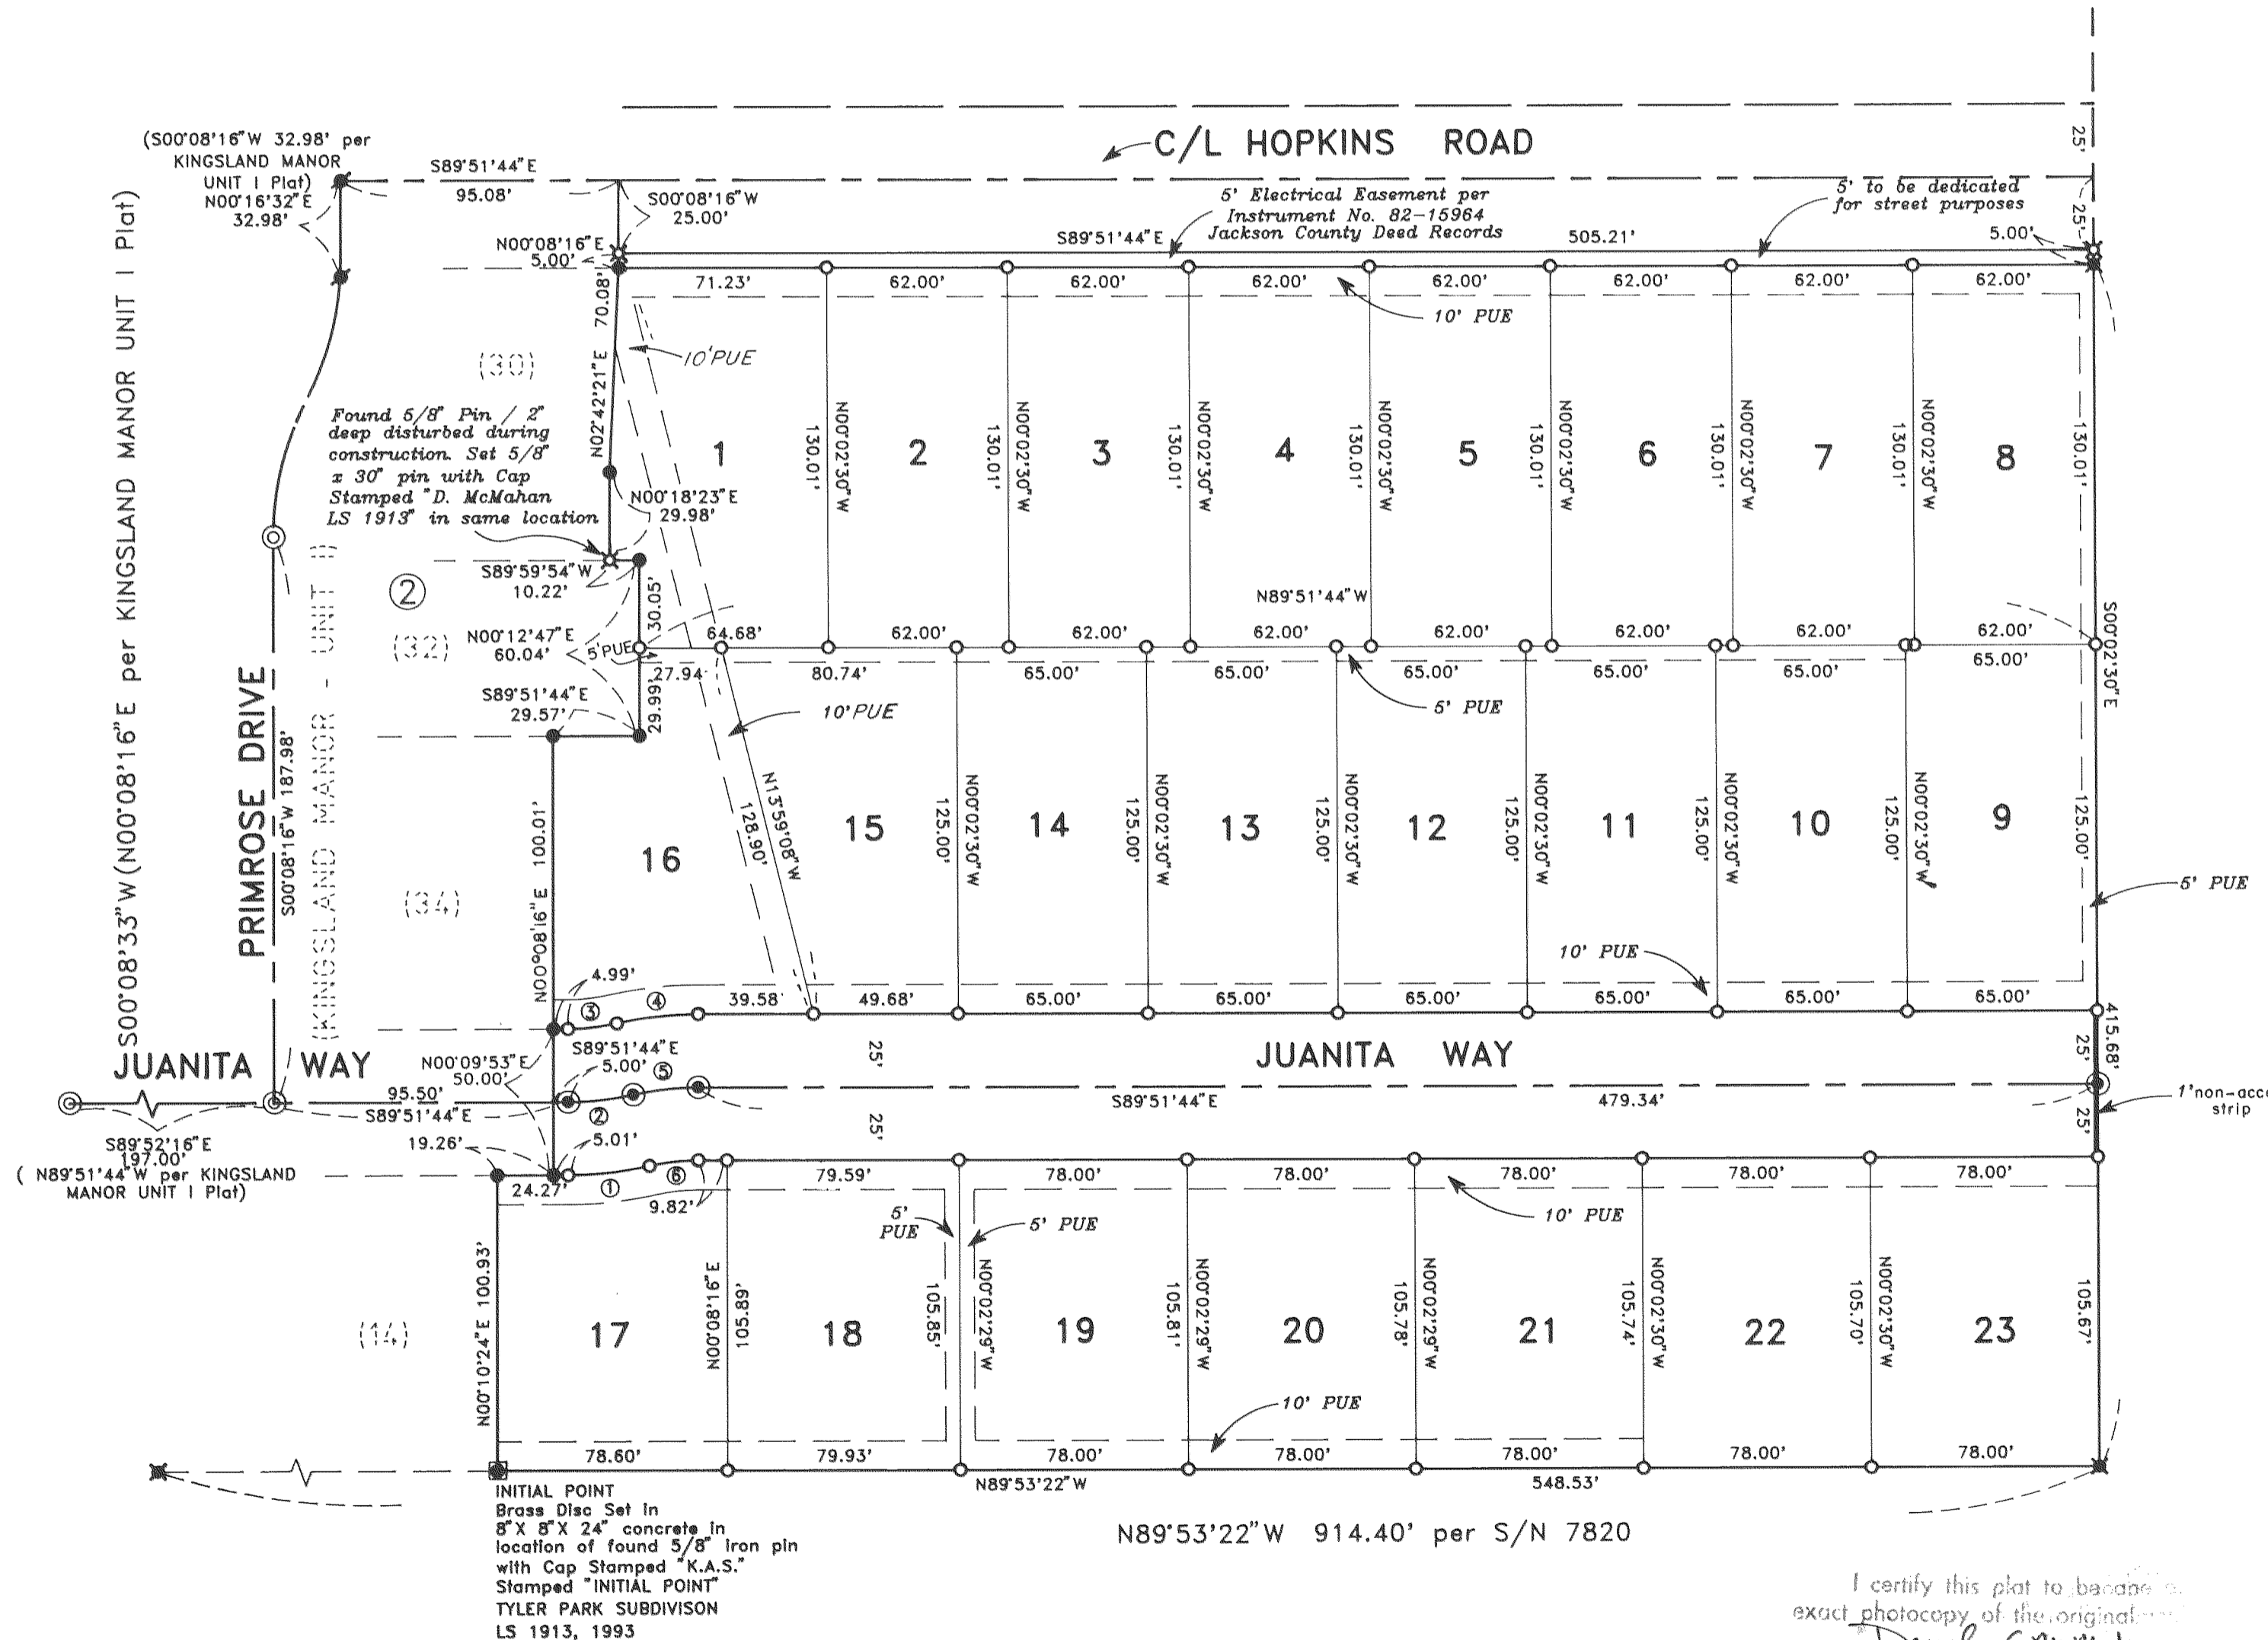 C/L HOPKINS ROAD
25'
25'
(S00°08'16"W 32.98' per
KINGSLAND MANOR
UNIT I Plat)
N00°16'32"E
32.98'
S89°51'44"E
95.08'
S00°08'16"W
25.00'
5' Electrical Easement per
Instrument No. 82-15964
Jackson County Deed Records
5' to be dedicated
for street purposes
N00°08'16"E
5.00'
S89°51'44"E
505.21'
5.00'
71.23'
62.00'
62.00'
62.00'
62.00'
62.00'
62.00'
62.00'
10' PUE
10' PUE
(30)
70.08'
N02°42'21"E
Found 5/8" Pin / 2"
deep disturbed during
construction. Set 5/8"
x 30" pin with Cap
Stamped "D. McMahan
LS 1913" in same location
1
2
3
4
5
6
7
8
130.01'
N00°02'30"W
130.01'
N00°02'30"W
130.01'
N00°02'30"W
130.01'
N00°02'30"W
130.01'
N00°02'30"W
130.01'
N00°02'30"W
130.01'
N00°02'30"W
130.01'
N00°18'23"E
29.98'
S89°59'54"W
10.22'
N89°51'44"W
②
(32)
N00°12'47"E
60.04'
30.05'
5' PUE
64.68'
62.00'
62.00'
62.00'
62.00'
62.00'
62.00'
62.00'
S00°02'30"E
27.94'
80.74'
65.00'
65.00'
65.00'
65.00'
65.00'
65.00'
29.99'
S89°51'44"E
29.57'
10' PUE
5' PUE
S00°08'33"W (N00°08'16"E per KINGSLAND MANOR UNIT I Plat)
PRIMROSE DRIVE
S00°08'16"W 187.98'
(KINGSLAND MANOR - UNIT I)
N00°08'16"E 100.01'
N13°59'08"W
128.90'
16
15
14
13
12
11
10
9
125.00'
N00°02'30"W
125.00'
N00°02'30"W
125.00'
N00°02'30"W
125.00'
N00°02'30"W
125.00'
N00°02'30"W
125.00'
N00°02'30"W
125.00'
5' PUE
(34)
10' PUE
4.99'
③
④
39.58'
49.68'
65.00'
65.00'
65.00'
65.00'
65.00'
65.00'
415.68'
JUANITA WAY
N00°09'53"E
50.00'
S89°51'44"E
5.00'
⑤
25'
JUANITA WAY
25'
95.50'
S89°51'44"E
②
S89°51'44"E
479.34'
1' non-acc
strip
25'
25'
S89°52'16"E
197.00'
( N89°51'44"W per KINGSLAND
MANOR UNIT I Plat)
19.26'
5.01'
24.27'
①
⑥
9.82'
79.59'
78.00'
78.00'
78.00'
78.00'
78.00'
5'
PUE
5' PUE
10' PUE
(14)
N00°10'24"E 100.93'
N00°08'16"E
105.89'
105.85'
N00°02'29"W
105.81'
N00°02'29"W
105.78'
N00°02'29"W
105.74'
N00°02'30"W
105.70'
N00°02'30"W
105.67'
17
18
19
20
21
22
23
10' PUE
78.60'
79.93'
78.00'
78.00'
78.00'
78.00'
78.00'
N89°53'22"W
548.53'
INITIAL POINT
Brass Disc Set in
8"X 8"X 24" concrete in
location of found 5/8" iron pin
with Cap Stamped "K.A.S."
Stamped "INITIAL POINT"
TYLER PARK SUBDIVISON
LS 1913, 1993
N89°53'22"W 914.40' per S/N 7820
I certify this plat to be
exact photocopy of the original